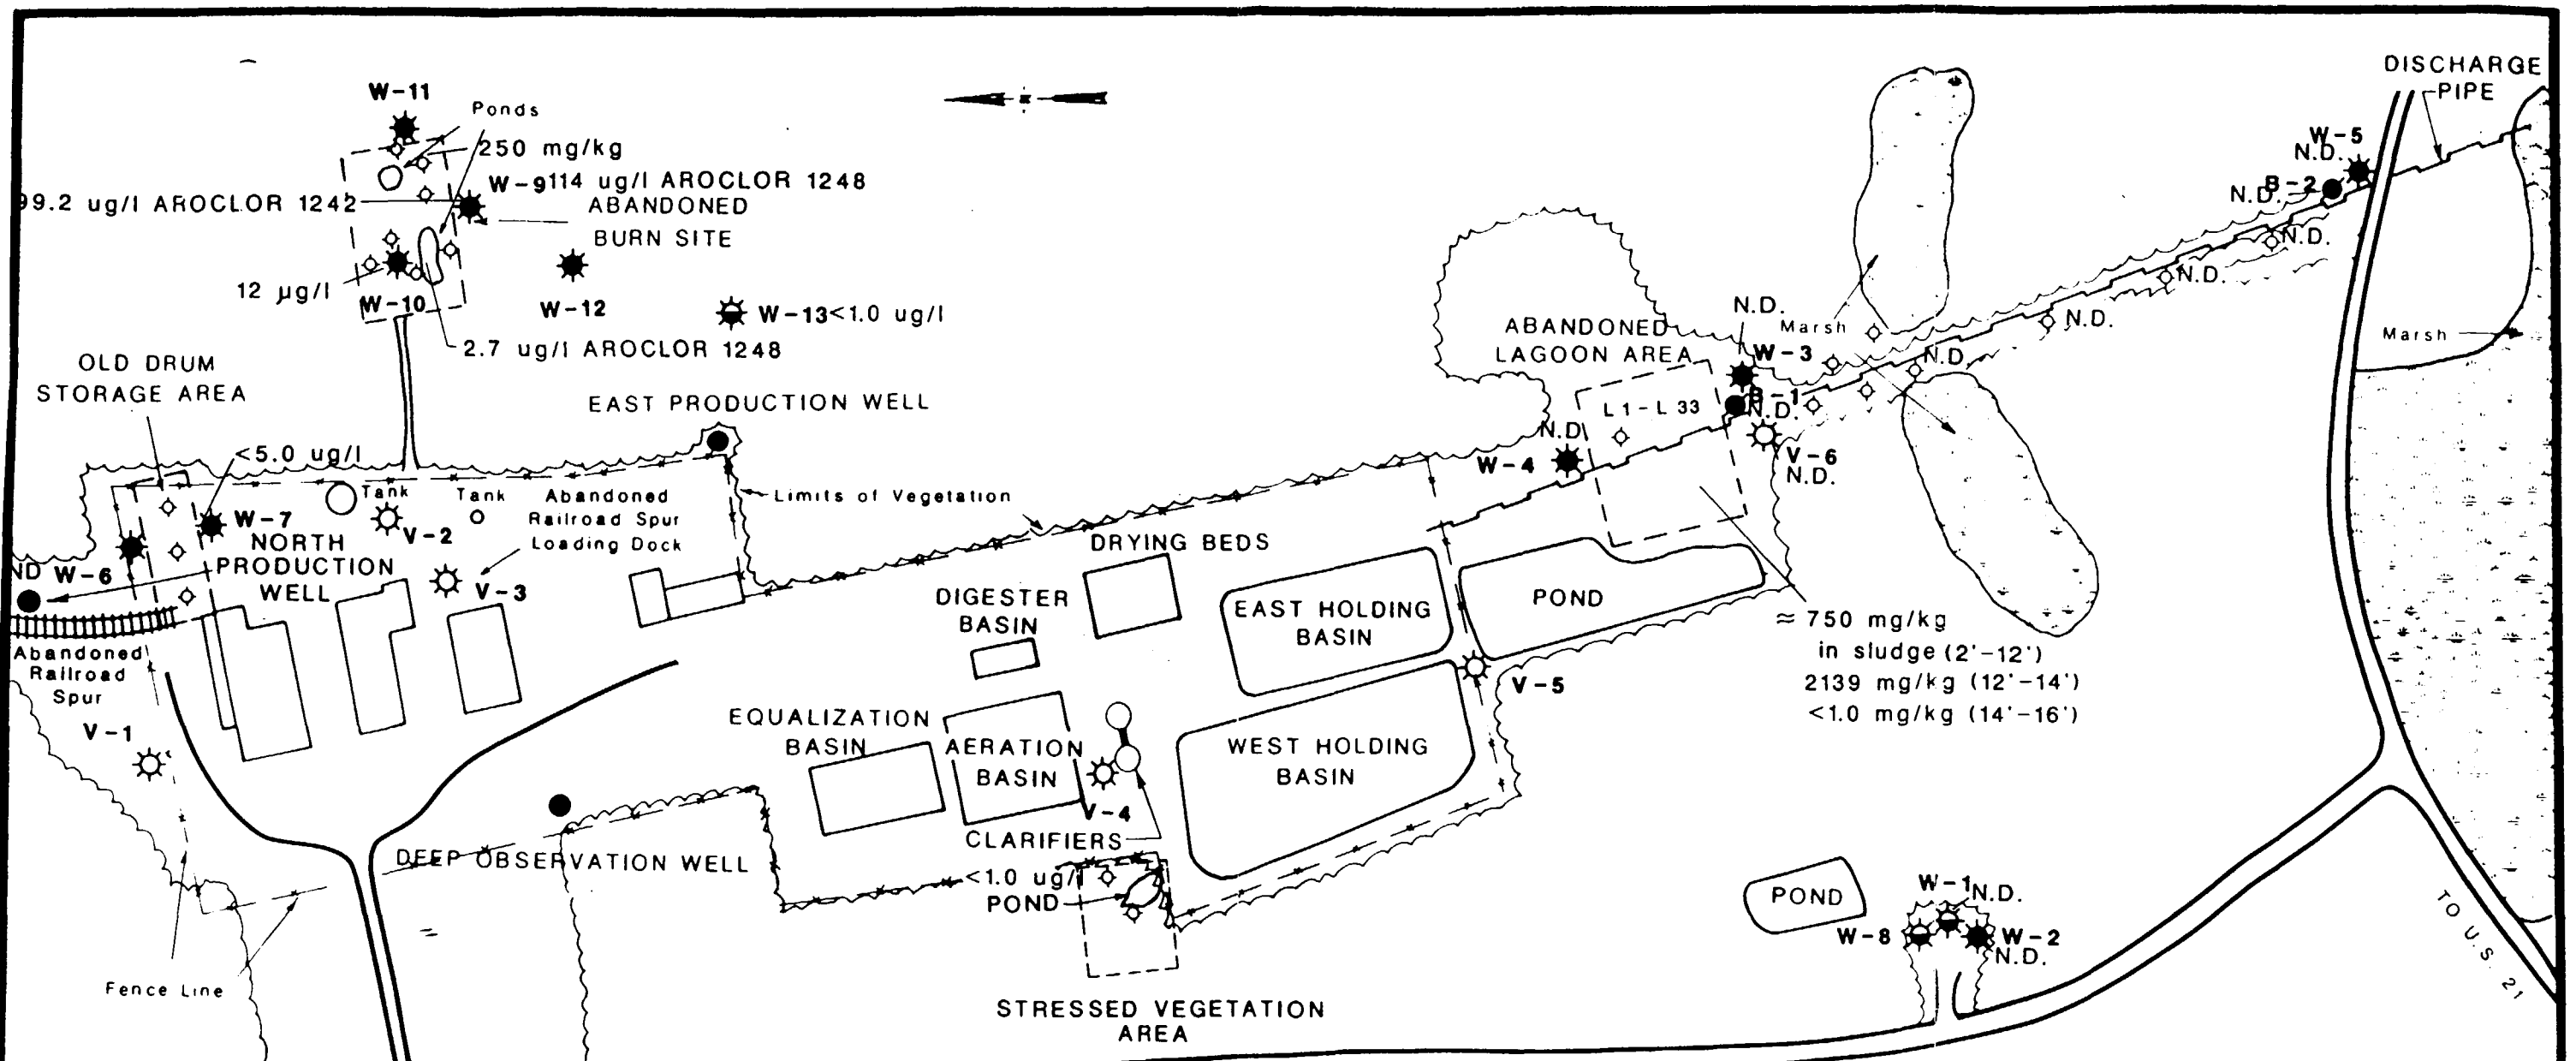 W-11
Ponds
250 mg/kg
W-9 114 ug/l AROCLOR 1248
99.2 ug/l AROCLOR 1242
ABANDONED
BURN SITE
12 µg/l
W-10
W-12
W-13 <1.0 ug/l
2.7 ug/l AROCLOR 1248
OLD DRUM
STORAGE AREA
<5.0 ug/l
EAST PRODUCTION WELL
Tank
Tank
Abandoned
Railroad Spur
Loading Dock
Limits of Vegetation
W-7
V-2
NORTH
PRODUCTION
WELL
V-3
ND W-6
Abandoned
Railroad
Spur
V-1
Fence Line
DEEP OBSERVATION WELL
DRYING BEDS
DIGESTER
BASIN
EQUALIZATION
BASIN
AERATION
BASIN
V-4
CLARIFIERS
<1.0 ug/l
POND
STRESSED VEGETATION
AREA
EAST HOLDING
BASIN
WEST HOLDING
BASIN
POND
V-5
ABANDONED
LAGOON AREA
L1-L33
N.D.
W-4
N.D.
W-3
B-1
N.D.
V-6
N.D.
Marsh
N.D.
N.D.
N.D.
N.D.
N.D.
B-2
N.D.
W-5
DISCHARGE
PIPE
Marsh
≈ 750 mg/kg
in sludge (2'-12')
2139 mg/kg (12'-14')
<1.0 mg/kg (14'-16')
POND
W-1 N.D.
W-8
W-2
N.D.
TO U.S. 21